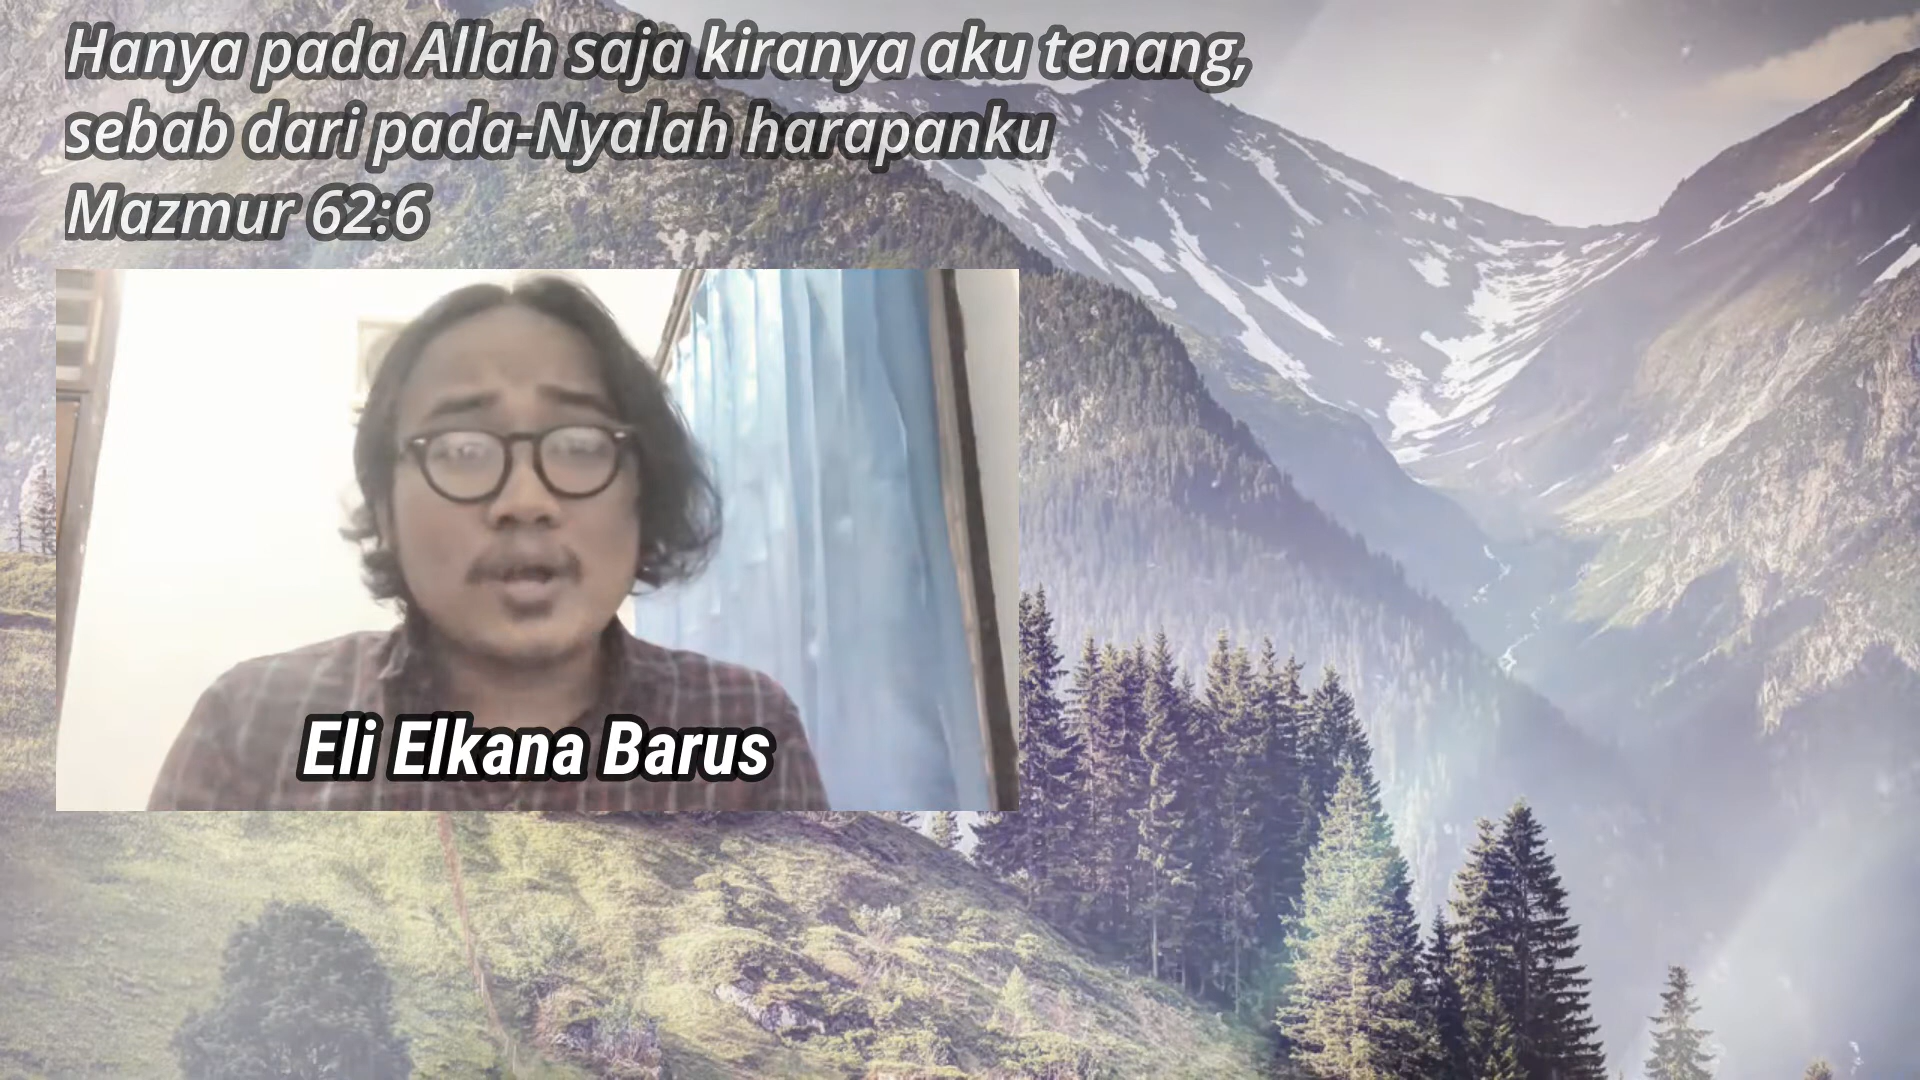 Hanya pada Allah saja kiranya aku tenang,
sebab dari pada-Nyalah harapanku
Mazmur 62:6
Eli Elkana Barus